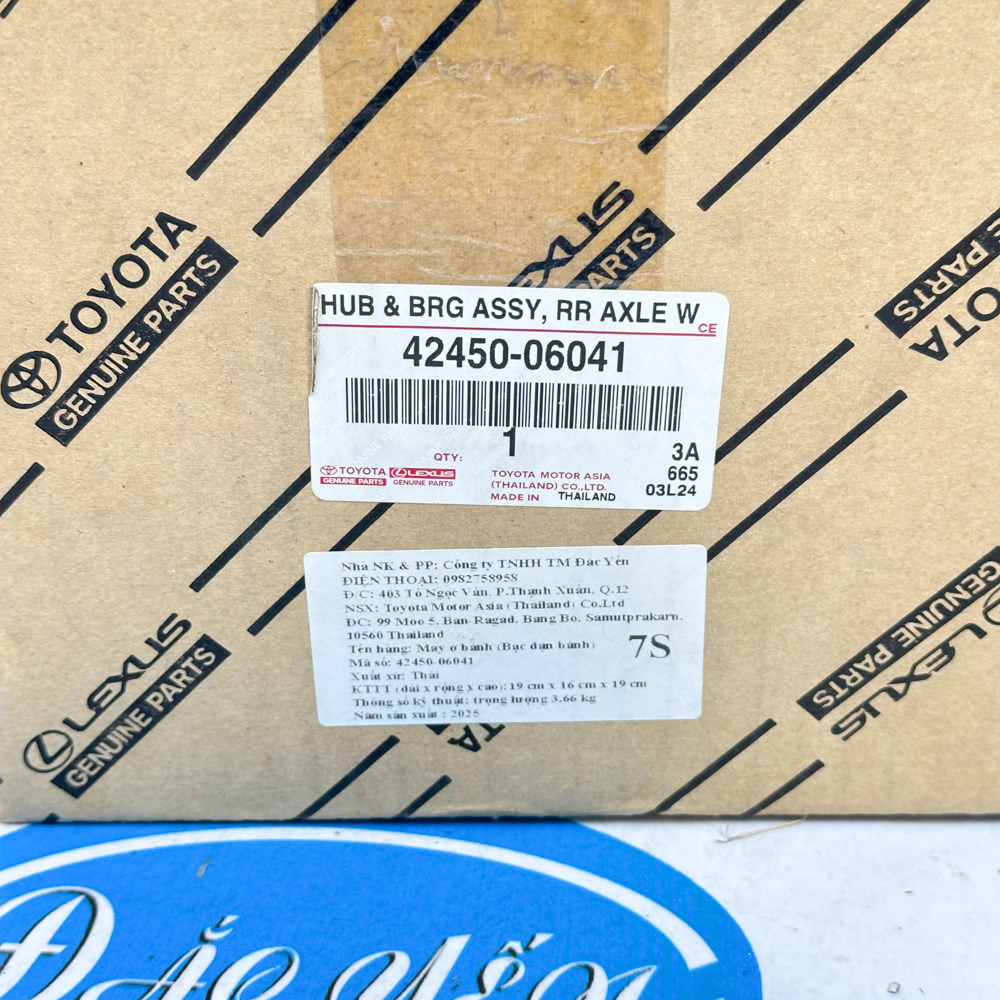 TOYOTA
GENUINE PARTS
LEXUS
PARTS
PARTS
OTA
HUB & BRG ASSY, RR AXLE W
CE
42450-06041
1
QTY:
3A
665
03L24
TOYOTA
GENUINE PARTS
LEXUS
GENUINE PARTS
TOYOTA MOTOR ASIA
(THAILAND) CO.,LTD.
MADE IN THAILAND
Nhà NK & PP: Công ty TNHH TM Đắc Yến
ĐIỆN THOẠI: 0982758958
Đ/C: 403 Tô Ngọc Vân, P.Thạnh Xuân, Q.12
NSX: Toyota Motor Asia (Thailand) Co.Ltd
ĐC: 99 Moo 5, Ban-Ragad, Bang Bo, Samutprakarn,
10560 Thailand
Tên hàng: May ơ bánh (Bạc đạn bánh)
7S
Mã số: 42450-06041
Xuất xứ: Thái
KTTT (dài x rộng x cao): 19 cm x 16 cm x 19 cm
Thông số kỹ thuật: trọng lượng 3.66 kg
Năm sản xuất : 2025
LEXUS
GENUINE PARTS
LEXUS
GENUINE PARTS
TA
ĐẮC YẾN